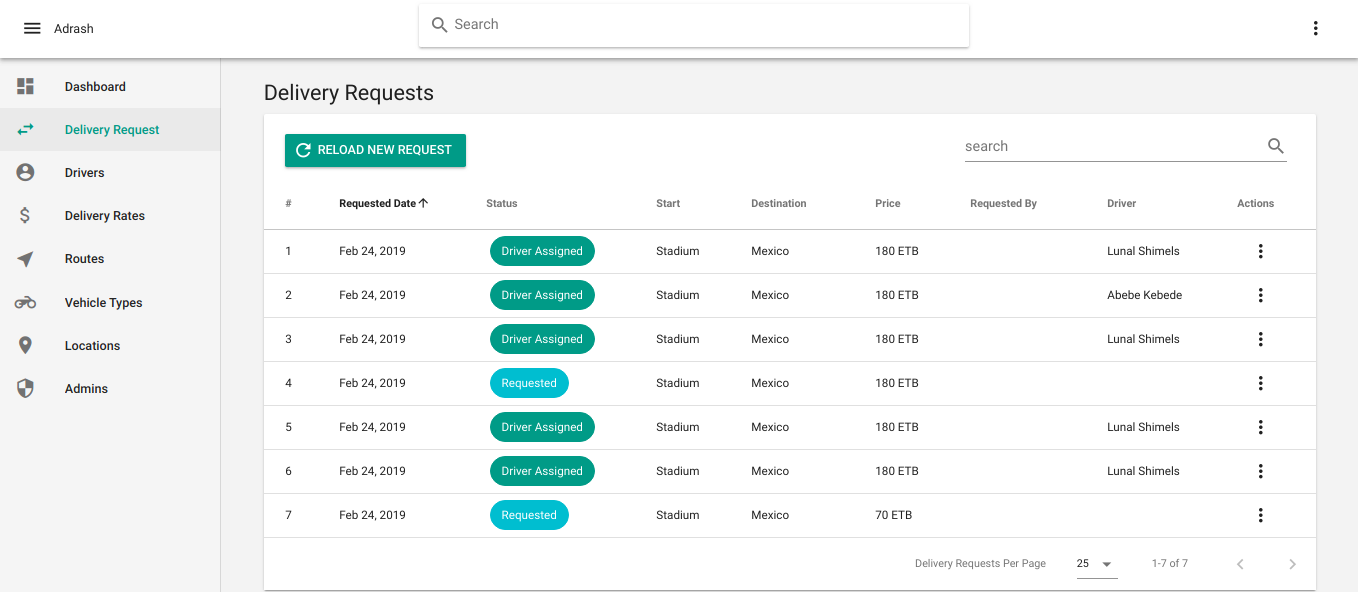 Adrash
Search
Dashboard
Delivery Request
Drivers
Delivery Rates
Routes
Vehicle Types
Locations
Admins
Delivery Requests
RELOAD NEW REQUEST
search
# Requested Date Status Start Destination Price Requested By Driver Actions
1 Feb 24, 2019 Driver Assigned Stadium Mexico 180 ETB Lunal Shimels
2 Feb 24, 2019 Driver Assigned Stadium Mexico 180 ETB Abebe Kebede
3 Feb 24, 2019 Driver Assigned Stadium Mexico 180 ETB Lunal Shimels
4 Feb 24, 2019 Requested Stadium Mexico 180 ETB
5 Feb 24, 2019 Driver Assigned Stadium Mexico 180 ETB Lunal Shimels
6 Feb 24, 2019 Driver Assigned Stadium Mexico 180 ETB Lunal Shimels
7 Feb 24, 2019 Requested Stadium Mexico 70 ETB
Delivery Requests Per Page 25 1-7 of 7